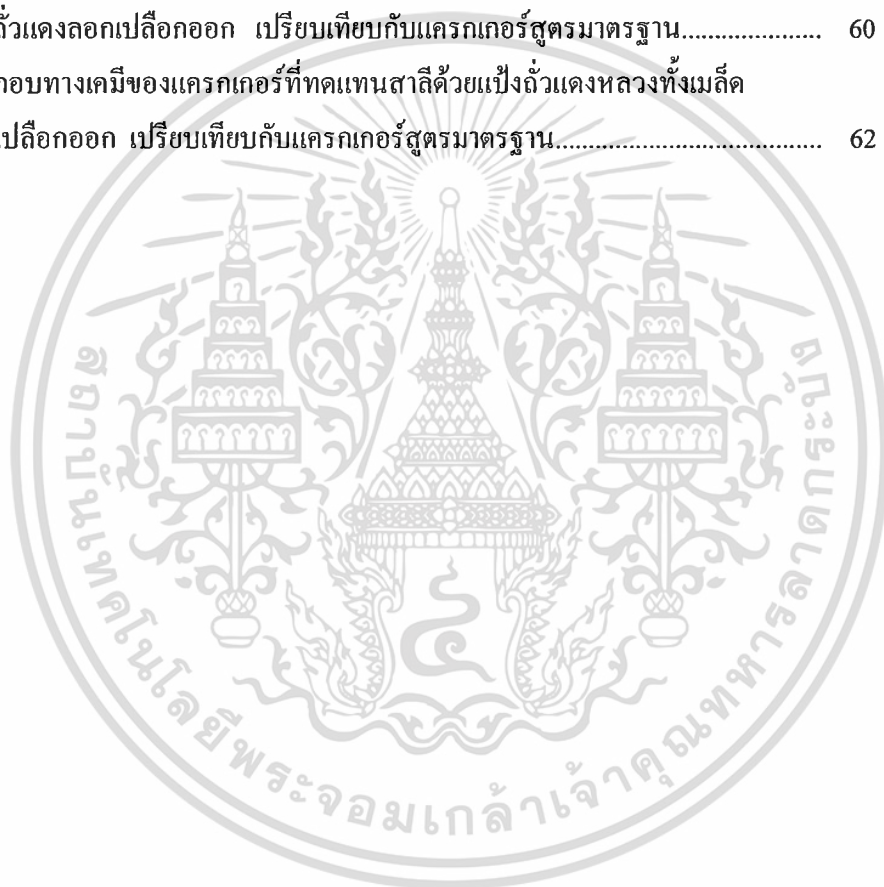 ถั่วแดงลอกเปลือกออก เปรียบเทียบกับแครกเกอร์สูตรมาตรฐาน..................... 60
กอบทางเคมีของแครกเกอร์ที่ทดแทนสาลีด้วยแป้งถั่วแดงหลวงทั้งเมล็ด
เปลือกออก เปรียบเทียบกับแครกเกอร์สูตรมาตรฐาน...................................... 62
สถาบันเทคโนโลยีพระจอมเกล้าเจ้าคุณทหารลาดกระบัง
๔